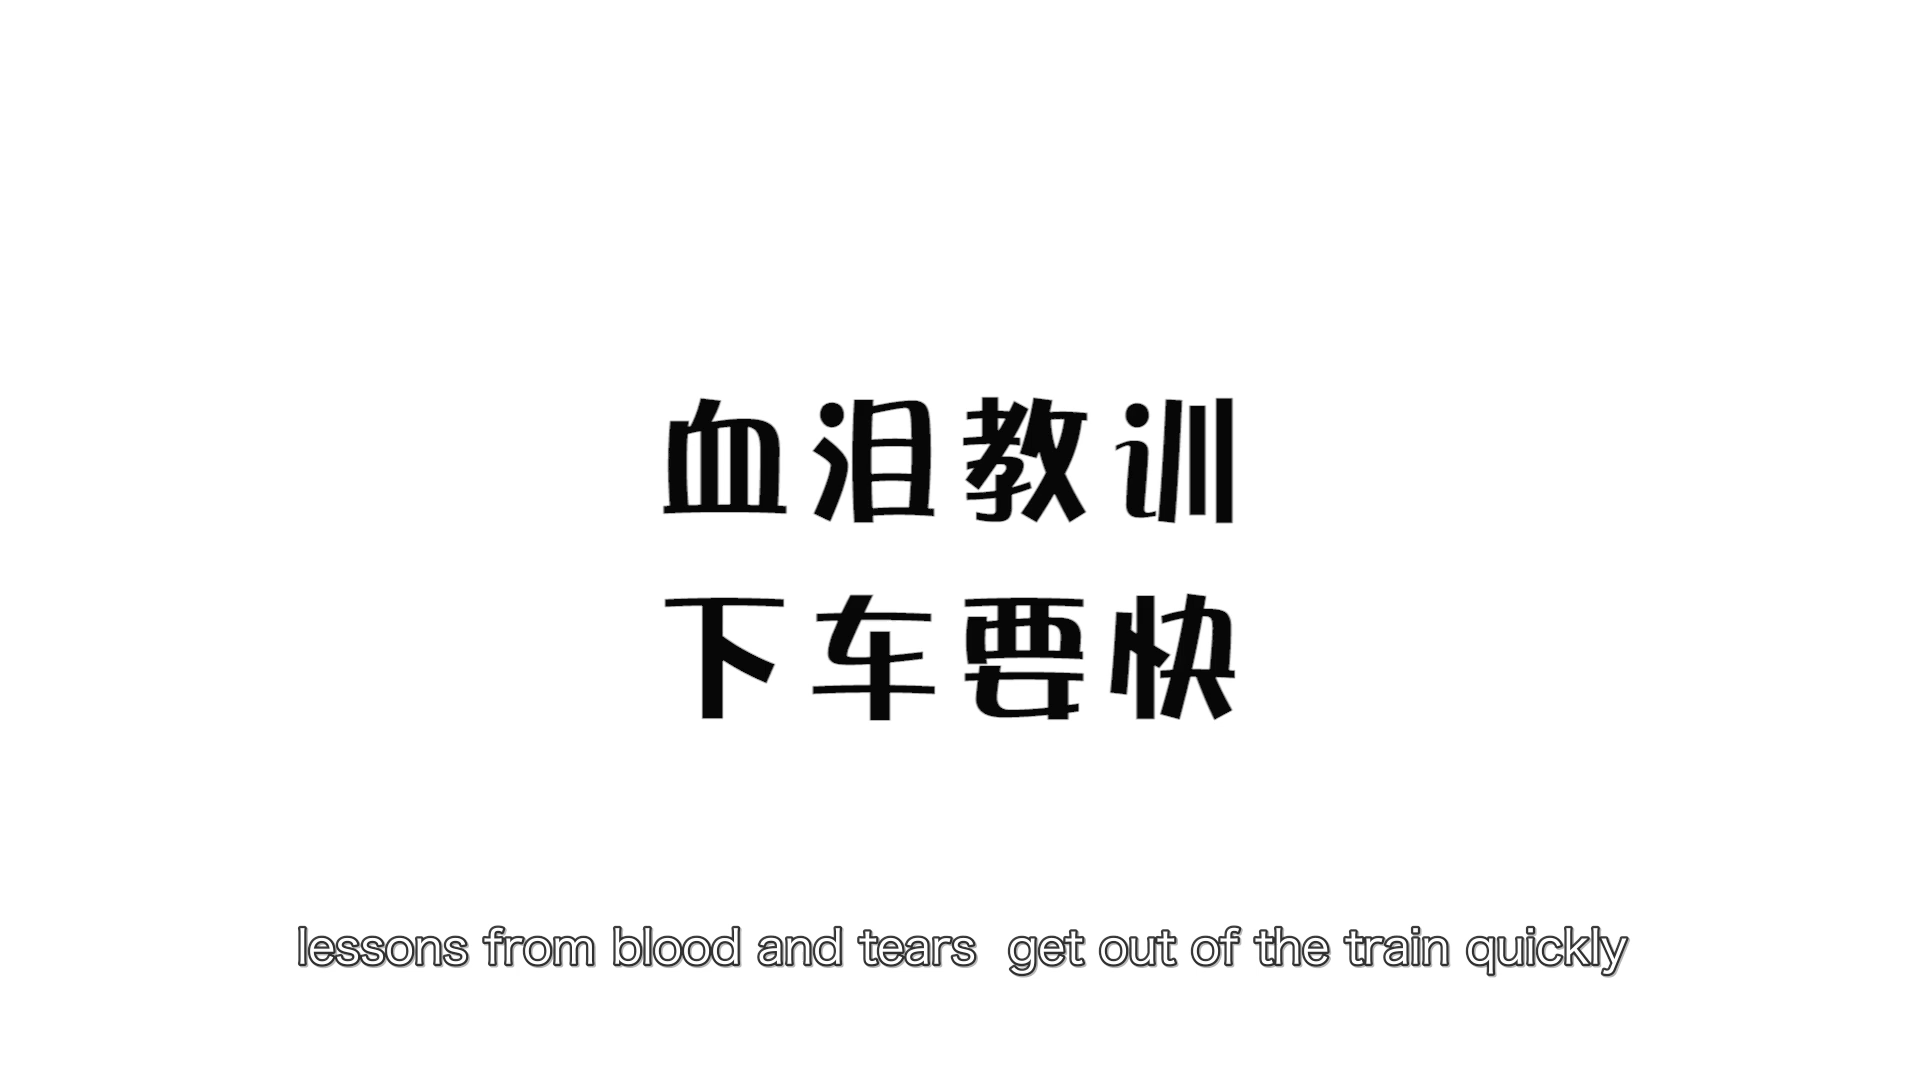 血泪教训
下车要快
lessons from blood and tears  get out of the train quickly